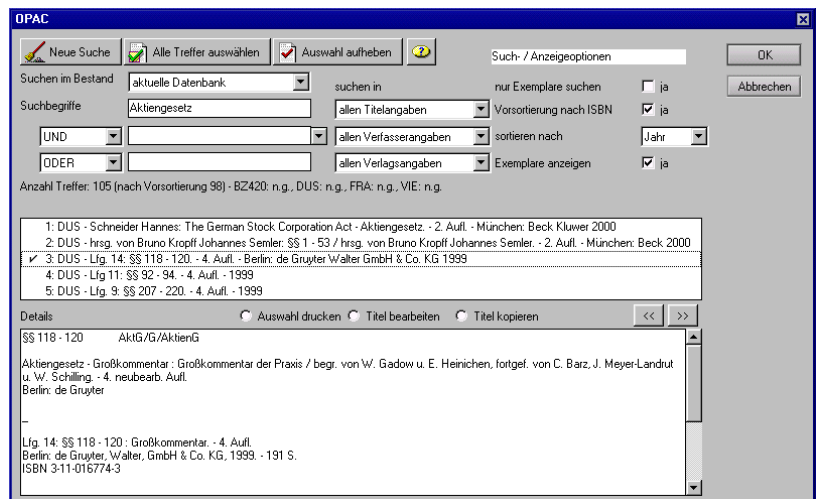 OPAC
Neue Suche Alle Treffer auswählen Auswahl aufheben ? Such- / Anzeigeoptionen OK
Suchen im Bestand aktuelle Datenbank suchen in nur Exemplare suchen ja Abbrechen
Suchbegriffe Aktiengesetz allen Titelangaben Vorsortierung nach ISBN ja
UND allen Verfasserangaben sortieren nach Jahr
ODER allen Verlagsangaben Exemplare anzeigen ja
Anzahl Treffer: 105 (nach Vorsortierung 98) - BZ420: n.g., DUS: n.g., FRA: n.g., VIE: n.g.
1: DUS - Schneider Hannes: The German Stock Corporation Act - Aktiengesetz. - 2. Aufl. - München: Beck Kluwer 2000
2: DUS - hrsg. von Bruno Kropff Johannes Semler: §§ 1 - 53 / hrsg. von Bruno Kropff Johannes Semler. - 2. Aufl. - München: Beck 2000
✓ 3: DUS - Lfg. 14: §§ 118 - 120. - 4. Aufl. - Berlin: de Gruyter Walter GmbH & Co. KG 1999
4: DUS - Lfg 11: §§ 92 - 94. - 4. Aufl. - 1999
5: DUS - Lfg. 9: §§ 207 - 220. - 4. Aufl. - 1999
Details Auswahl drucken Titel bearbeiten Titel kopieren << >>
§§ 118 - 120 AktG/G/AktienG
Aktiengesetz - Großkommentar : Großkommentar der Praxis / begr. von W. Gadow u. E. Heinichen, fortgef. von C. Barz, J. Meyer-Landrut
u. W. Schilling. - 4. neubearb. Aufl.
Berlin: de Gruyter
_
Lfg. 14: §§ 118 - 120 : Großkommentar. - 4. Aufl.
Berlin: de Gruyter, Walter, GmbH & Co. KG, 1999. - 191 S.
ISBN 3-11-016774-3